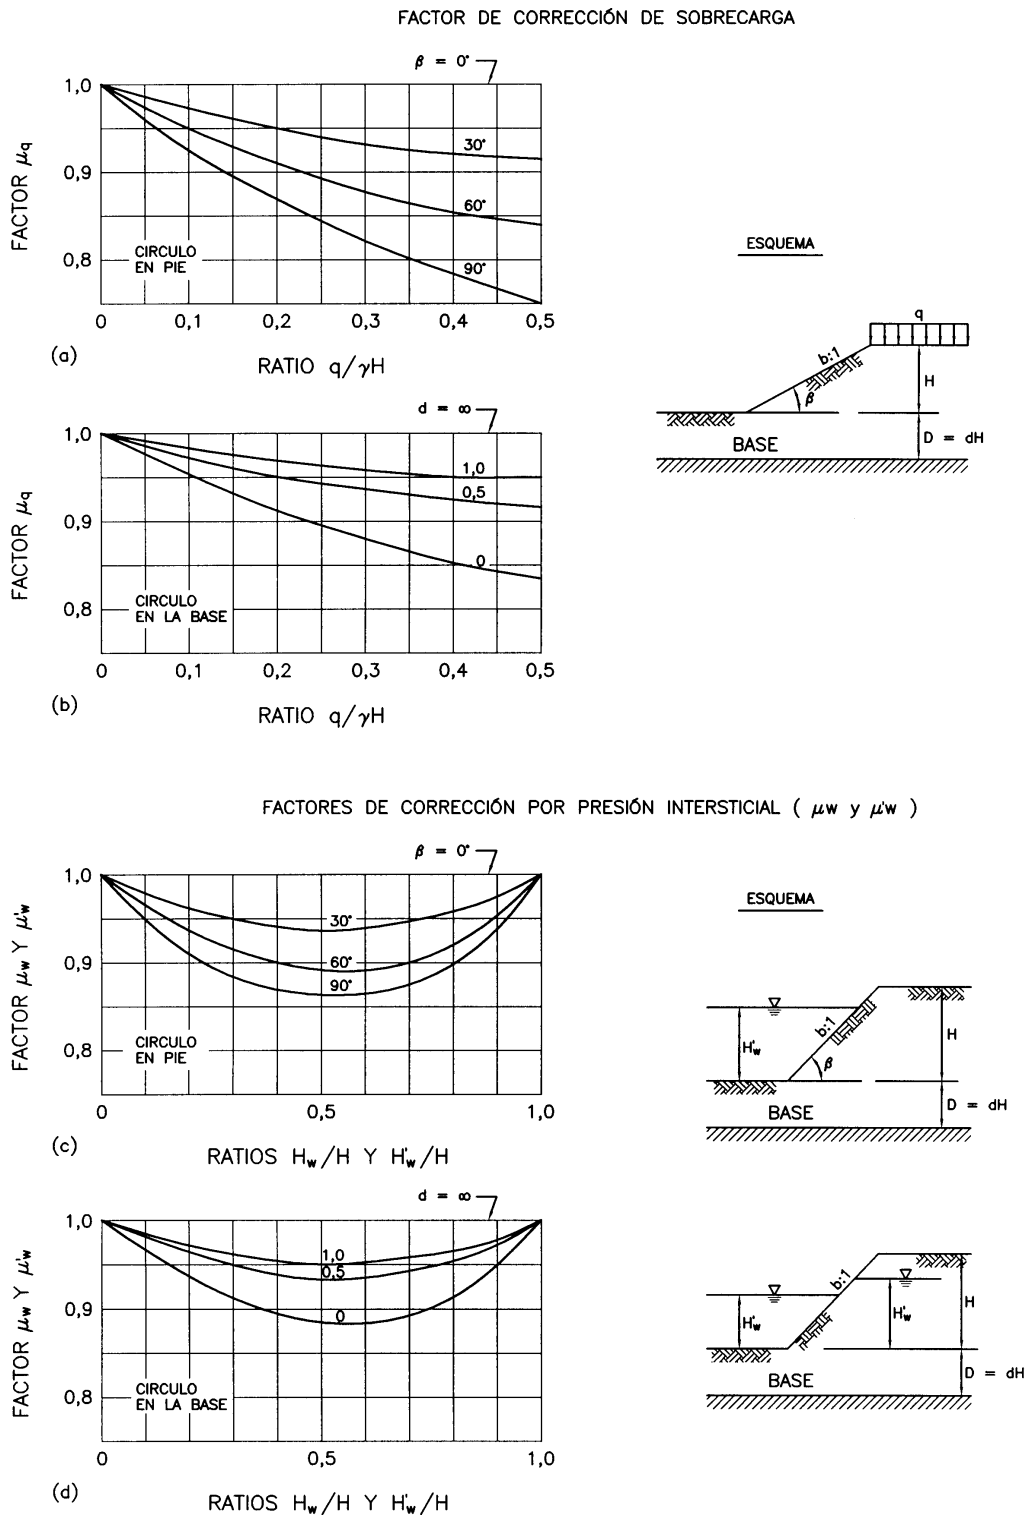 FACTOR DE CORRECCIÓN DE SOBRECARGA
β = 0°
1,0
0,9
0,8
FACTOR μq
30°
60°
90°
CIRCULO
EN PIE
0 0,1 0,2 0,3 0,4 0,5
(a)
RATIO q/γH
ESQUEMA
q
b:1
β
H
D = dH
BASE
d = ∞
1,0
0,9
0,8
FACTOR μq
1,0
0,5
0
CIRCULO
EN LA BASE
0 0,1 0,2 0,3 0,4 0,5
(b)
RATIO q/γH
FACTORES DE CORRECCIÓN POR PRESIÓN INTERSTICIAL ( μw y μ'w )
β = 0°
1,0
0,9
0,8
FACTOR μw Y μ'w
30°
60°
90°
CIRCULO
EN PIE
0 0,5 1,0
(c)
RATIOS Hw/H Y H'w/H
ESQUEMA
H'w
b:1
β
H
D = dH
BASE
d = ∞
1,0
0,9
0,8
FACTOR μw Y μ'w
1,0
0,5
0
CIRCULO
EN LA BASE
0 0,5 1,0
(d)
RATIOS Hw/H Y H'w/H
b:1
H'w
H'w
H
D = dH
BASE